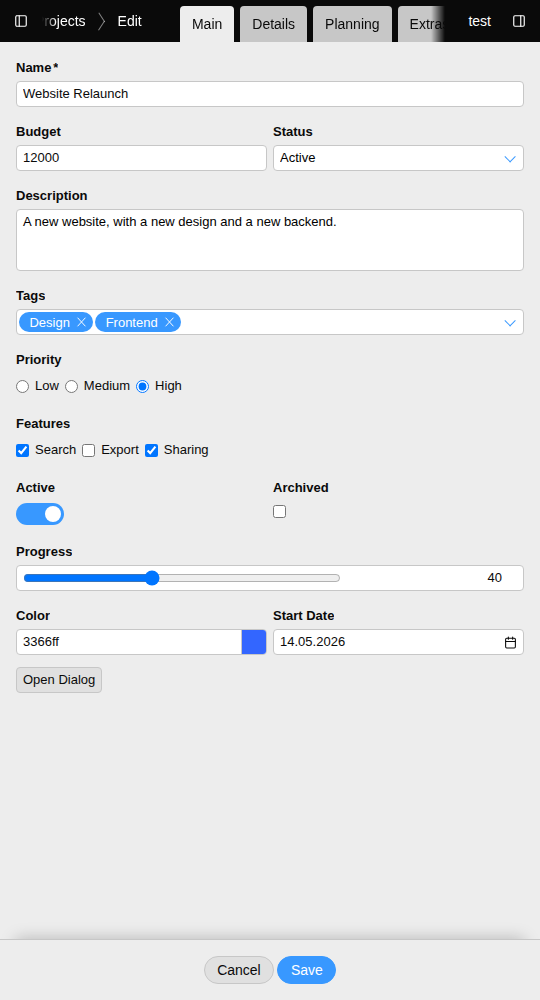 rojects Edit Main Details Planning Extras test
Name*
Website Relaunch
Budget Status
12000 Active
Description
A new website, with a new design and a new backend.
Tags
Design Frontend
Priority
Low Medium High
Features
Search Export Sharing
Active Archived
Progress
40
Color Start Date
3366ff 14.05.2026
Open Dialog
Cancel Save